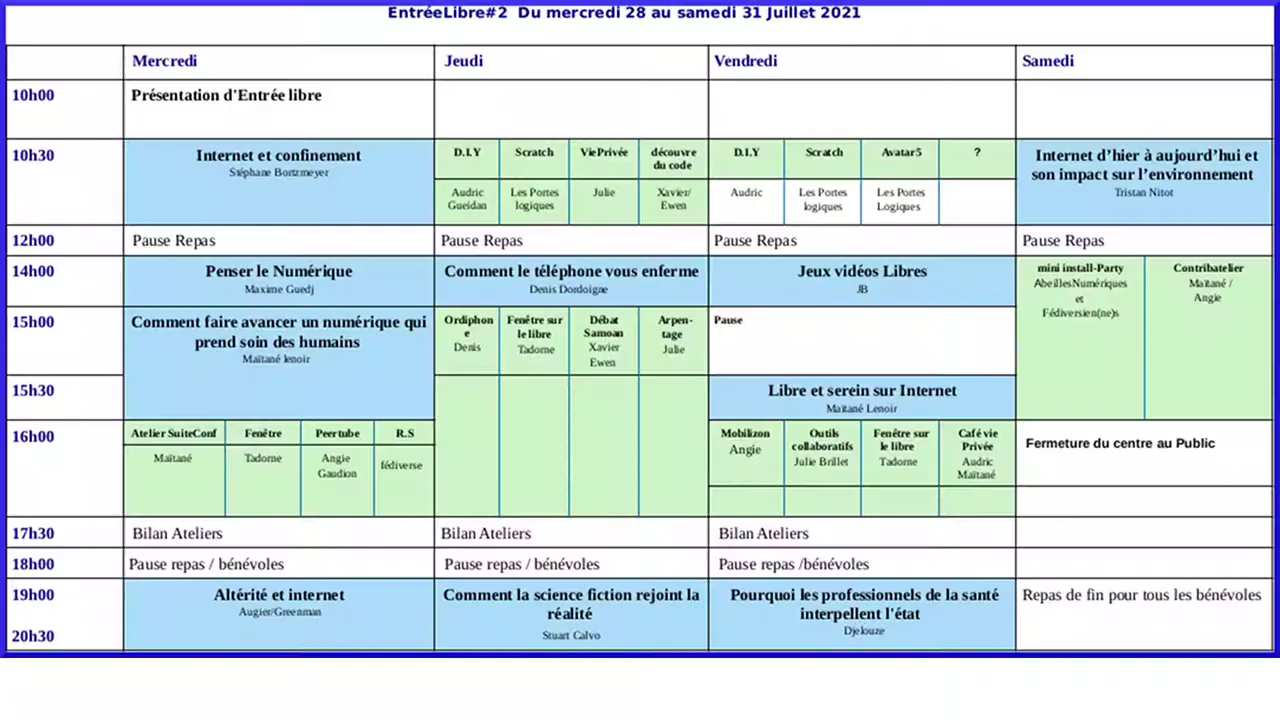 EntréeLibre#2 Du mercredi 28 au samedi 31 Juillet 2021
Mercredi Jeudi Vendredi Samedi
10h00 Présentation d'Entrée libre
10h30
Internet et confinement
Stéphane Bortzmeyer
D.I.Y Scratch ViePrivée découvre
du code
Audric Les Portes Julie Xavier/
Gueidan logiques Ewen
D.I.Y Scratch Avatar5 ?
Audric Les Portes Les Portes
logiques Logiques
Internet d’hier à aujourd’hui et
son impact sur l’environnement
Tristan Nitot
12h00 Pause Repas Pause Repas Pause Repas Pause Repas
14h00
Penser le Numérique
Maxime Guedj
Comment le téléphone vous enferme
Denis Dordoigne
Jeux vidéos Libres
JB
mini install-Party
AbeillesNumériques
et
Fédiversien(ne)s
Contribatelier
Maïtané /
Angie
15h00
Comment faire avancer un numérique qui
prend soin des humains
Maïtané lenoir
Ordiphon
e
Denis
Fenêtre sur
le libre
Tadorne
Débat
Samoan
Xavier
Ewen
Arpen-
tage
Julie
Pause
15h30
Libre et serein sur Internet
Maïtané Lenoir
16h00
Atelier SuiteConf Fenêtre Peertube R.S
Maïtané Tadorne Angie
Gaudion
fédiverse
Mobilizon
Angie
Outils
collaboratifs
Julie Brillet
Fenêtre sur
le libre
Tadorne
Café vie
Privée
Audric
Maïtané
Fermeture du centre au Public
17h30 Bilan Ateliers Bilan Ateliers Bilan Ateliers
18h00 Pause repas / bénévoles Pause repas / bénévoles Pause repas /bénévoles
19h00
Altérité et internet
Augier/Greenman
Comment la science fiction rejoint la
réalité
Stuart Calvo
Pourquoi les professionnels de la santé
interpellent l'état
Djelouze
Repas de fin pour tous les bénévoles
20h30